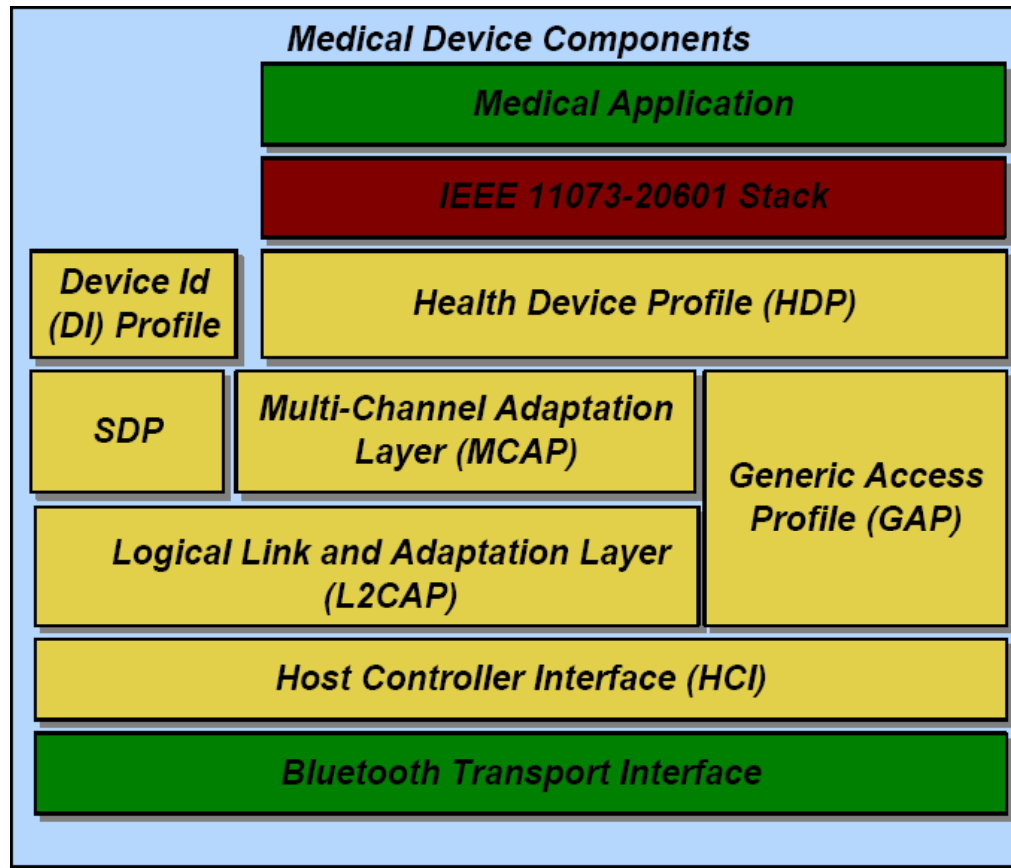 Medical Device Components
Medical Application
IEEE 11073-20601 Stack
Device Id
(DI) Profile
Health Device Profile (HDP)
SDP
Multi-Channel Adaptation
Layer (MCAP)
Generic Access
Profile (GAP)
Logical Link and Adaptation Layer
(L2CAP)
Host Controller Interface (HCI)
Bluetooth Transport Interface